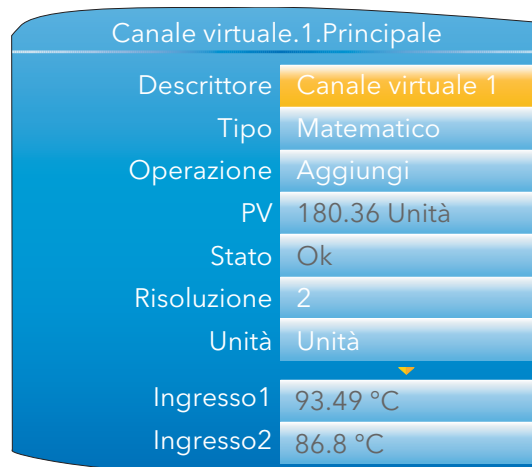 Canale virtuale.1.Principale
Descrittore Canale virtuale 1
Tipo Matematico
Operazione Aggiungi
PV 180.36 Unità
Stato Ok
Risoluzione 2
Unità Unità
Ingresso1 93.49 °C
Ingresso2 86.8 °C